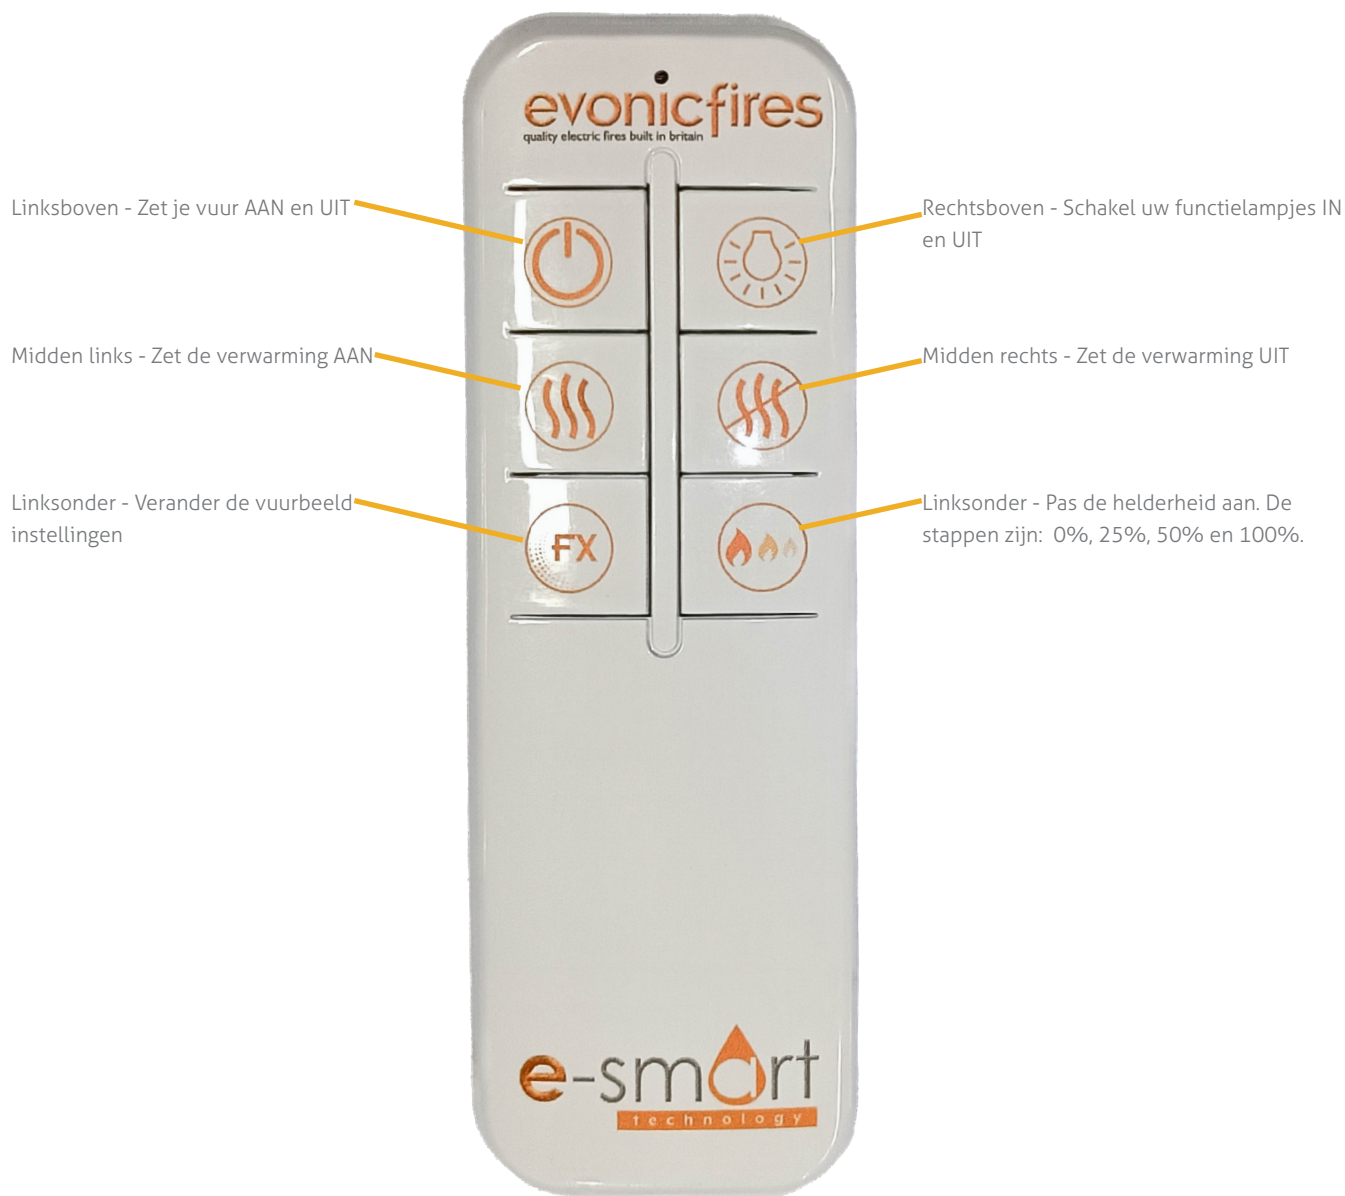 evonicfires
quality electric fires built in britain
Linksboven - Zet je vuur AAN en UIT
Rechtsboven - Schakel uw functielampjes IN
en UIT
Midden links - Zet de verwarming AAN
Midden rechts - Zet de verwarming UIT
Linksonder - Verander de vuurbeeld
instellingen
FX
Linksonder - Pas de helderheid aan. De
stappen zijn: 0%, 25%, 50% en 100%.
e-smart
technology